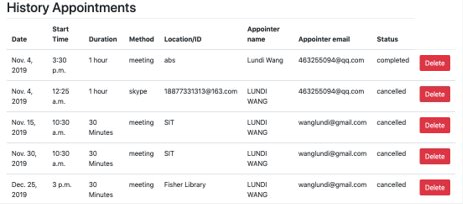 History Appointments
Date Start Time Duration Method Location/ID Appointer name Appointer email Status
Nov. 4, 2019 3:30 p.m. 1 hour meeting abs Lundi Wang 463255094@qq.com completed Delete
Nov. 4, 2019 12:25 a.m. 1 hour skype 18877331313@163.com LUNDI WANG 463255094@qq.com cancelled Delete
Nov. 15, 2019 10:30 a.m. 30 Minutes meeting SIT LUNDI WANG wanglundi@gmail.com cancelled Delete
Nov. 30, 2019 10:30 a.m. 30 Minutes meeting SIT LUNDI WANG wanglundi@gmail.com cancelled Delete
Dec. 25, 2019 3 p.m. 30 Minutes meeting Fisher Library LUNDI WANG wanglundi@gmail.com cancelled Delete